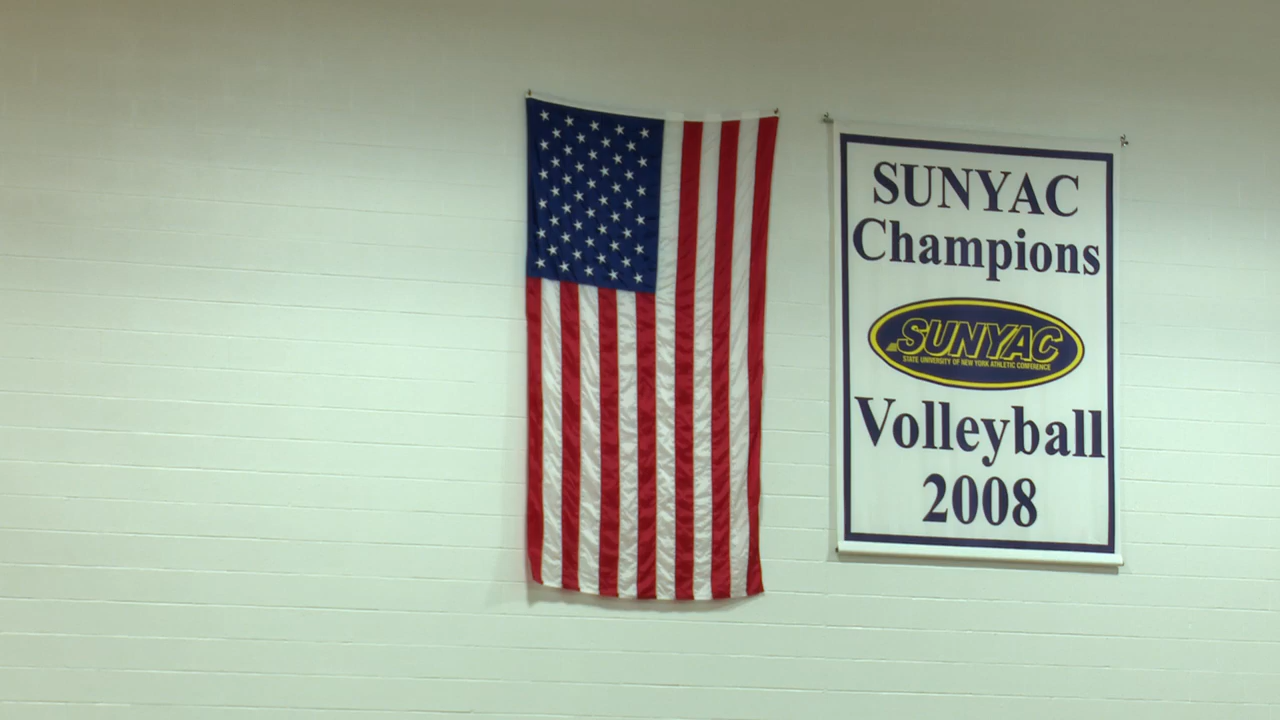 SUNYAC
Champions
SUNYAC
STATE UNIVERSITY OF NEW YORK ATHLETIC CONFERENCE
Volleyball
2008